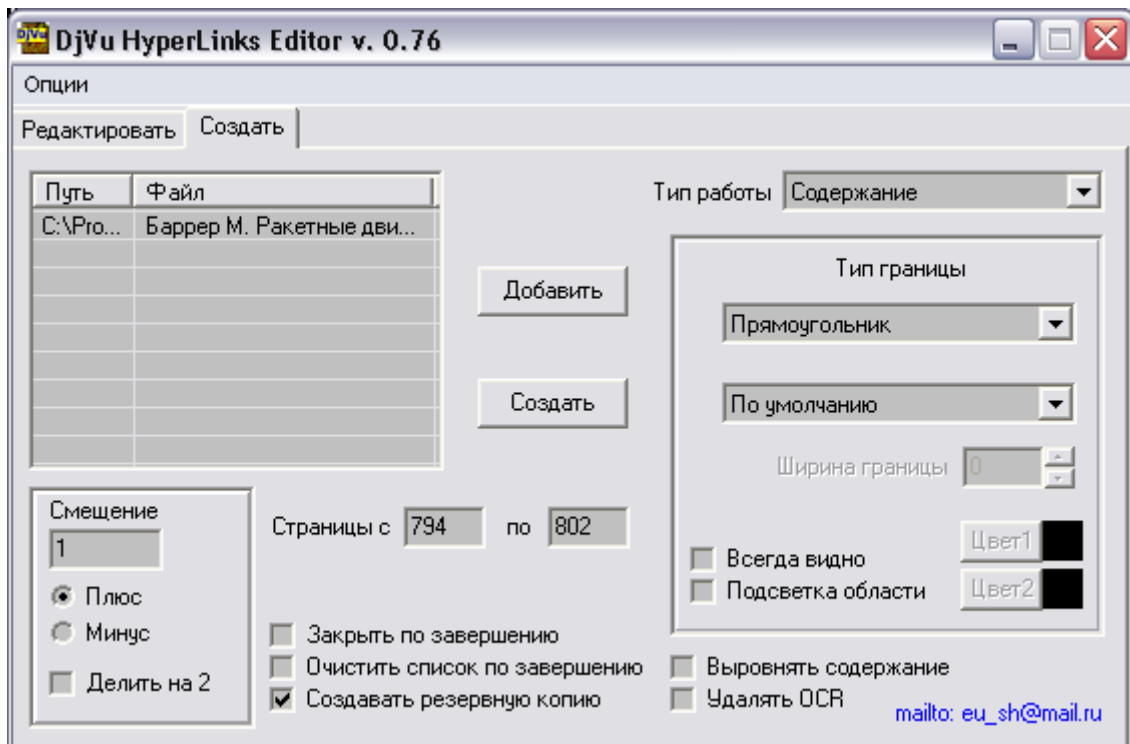 DjVu HyperLinks Editor v. 0.76
Опции
Редактировать Создать
Путь Файл
C:\Pro... Баррер М. Ракетные дви...
Тип работы Содержание
Тип границы
Добавить
Прямоугольник
Создать
По умолчанию
Ширина границы 0
Смещение
1
Страницы с 794 по 802
Плюс
Минус
Делить на 2
Всегда видно
Подсветка области
Цвет1
Цвет2
Закрыть по завершению
Очистить список по завершению
Создавать резервную копию
Выровнять содержание
Удалять OCR
mailto: eu_sh@mail.ru